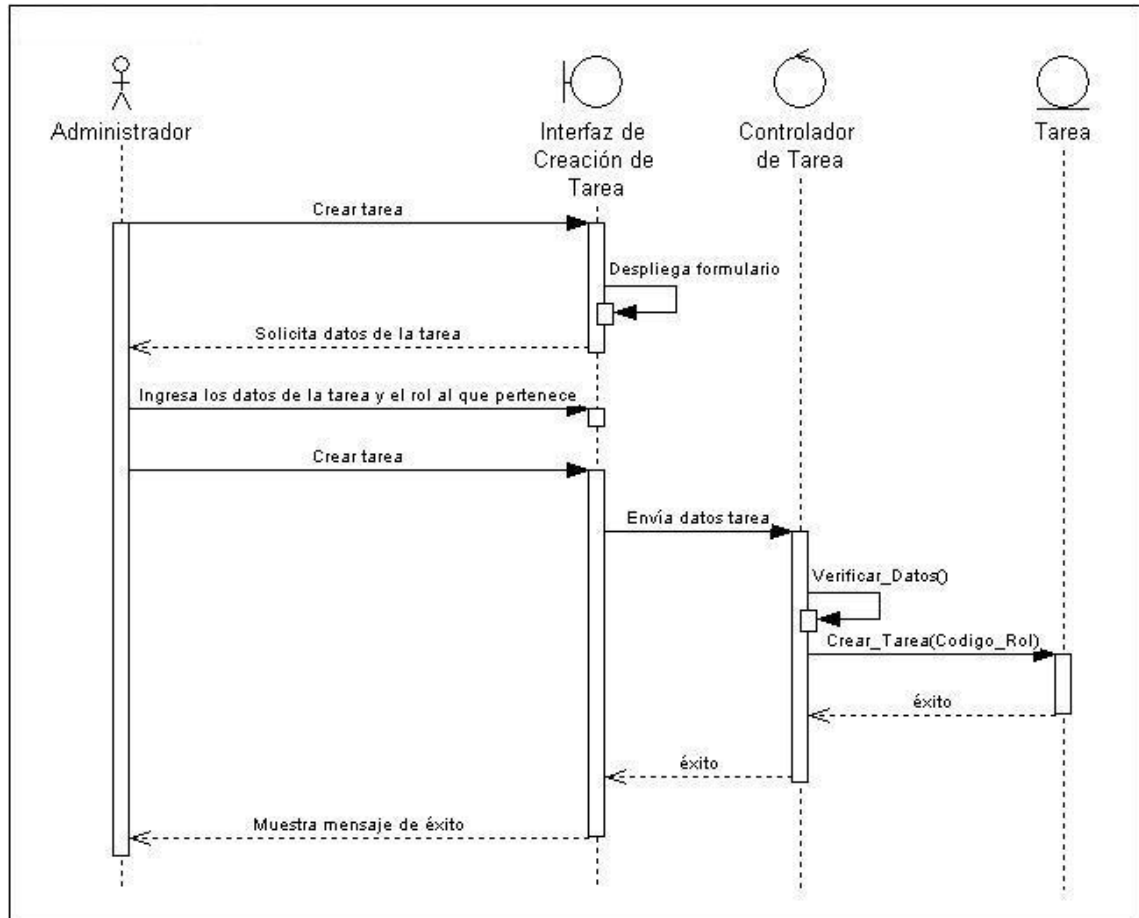 Administrador
Interfaz de
Creación de
Tarea
Controlador
de Tarea
Tarea
Crear tarea
Despliega formulario
Solicita datos de la tarea
Ingresa los datos de la tarea y el rol al que pertenece
Crear tarea
Envía datos tarea
Verificar_Datos()
Crear_Tarea(Codigo_Rol)
éxito
éxito
Muestra mensaje de éxito